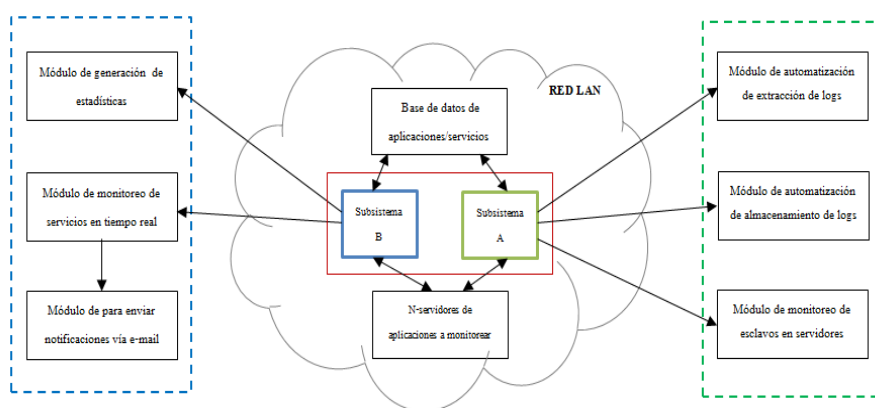 Módulo de generación de
estadísticas
Módulo de monitoreo de
servicios en tiempo real
Módulo de para enviar
notificaciones vía e-mail
RED LAN
Base de datos de
aplicaciones/servicios
Subsistema
B
Subsistema
A
N-servidores de
aplicaciones a monitorear
Módulo de automatización
de extracción de logs
Módulo de automatización
de almacenamiento de logs
Módulo de monitoreo de
esclavos en servidores